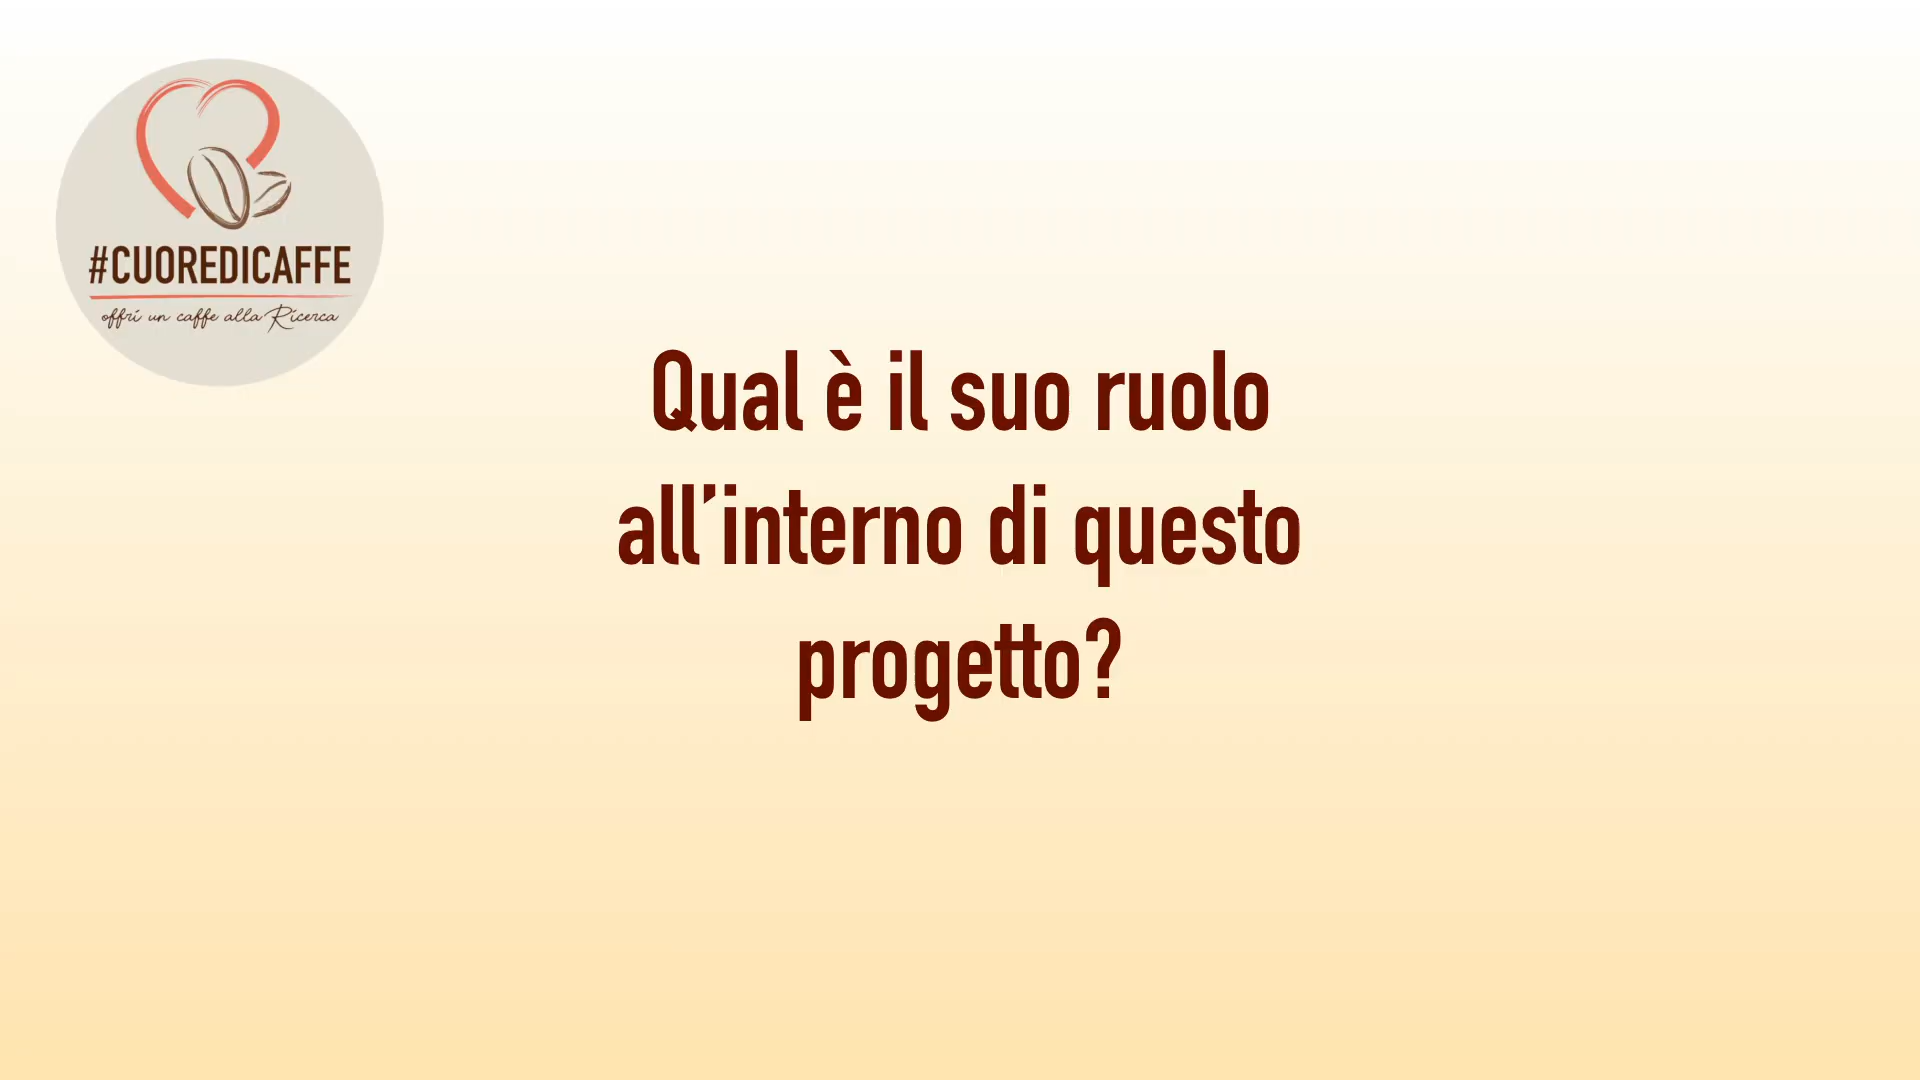 #CUOREDICAFFE
offri un caffe alla Ricerca
Qual è il suo ruolo
all’interno di questo
progetto?